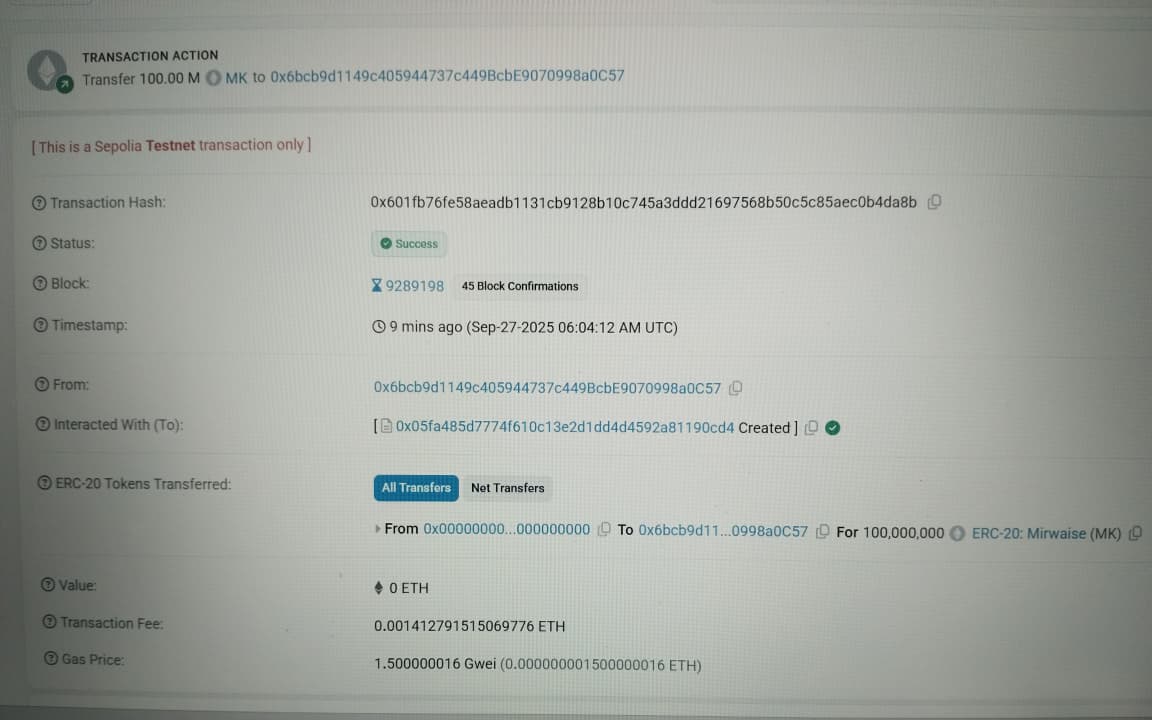 TRANSACTION ACTION
Transfer 100.00 M MK to 0x6bcb9d1149c405944737c449BcbE9070998a0C57
[ This is a Sepolia Testnet transaction only ]
Transaction Hash: 0x601fb76fe58aeadb1131cb9128b10c745a3ddd21697568b50c5c85aec0b4da8b
Status: Success
Block: 9289198 45 Block Confirmations
Timestamp: 9 mins ago (Sep-27-2025 06:04:12 AM UTC)
From: 0x6bcb9d1149c405944737c449BcbE9070998a0C57
Interacted With (To): [ 0x05fa485d7774f610c13e2d1dd4d4592a81190cd4 Created ]
ERC-20 Tokens Transferred: All Transfers Net Transfers
From 0x00000000...000000000 To 0x6bcb9d11...0998a0C57 For 100,000,000 ERC-20: Mirwaise (MK)
Value: 0 ETH
Transaction Fee: 0.001412791515069776 ETH
Gas Price: 1.500000016 Gwei (0.000000001500000016 ETH)